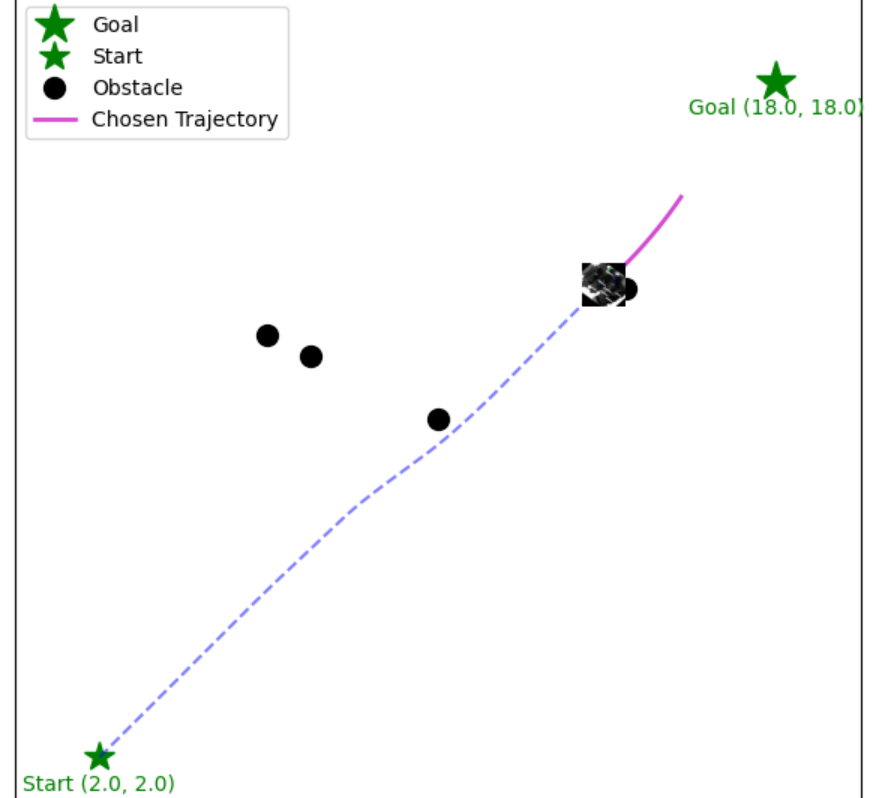 Goal
Start
Obstacle
Chosen Trajectory
Goal (18.0, 18.0)
Start (2.0, 2.0)